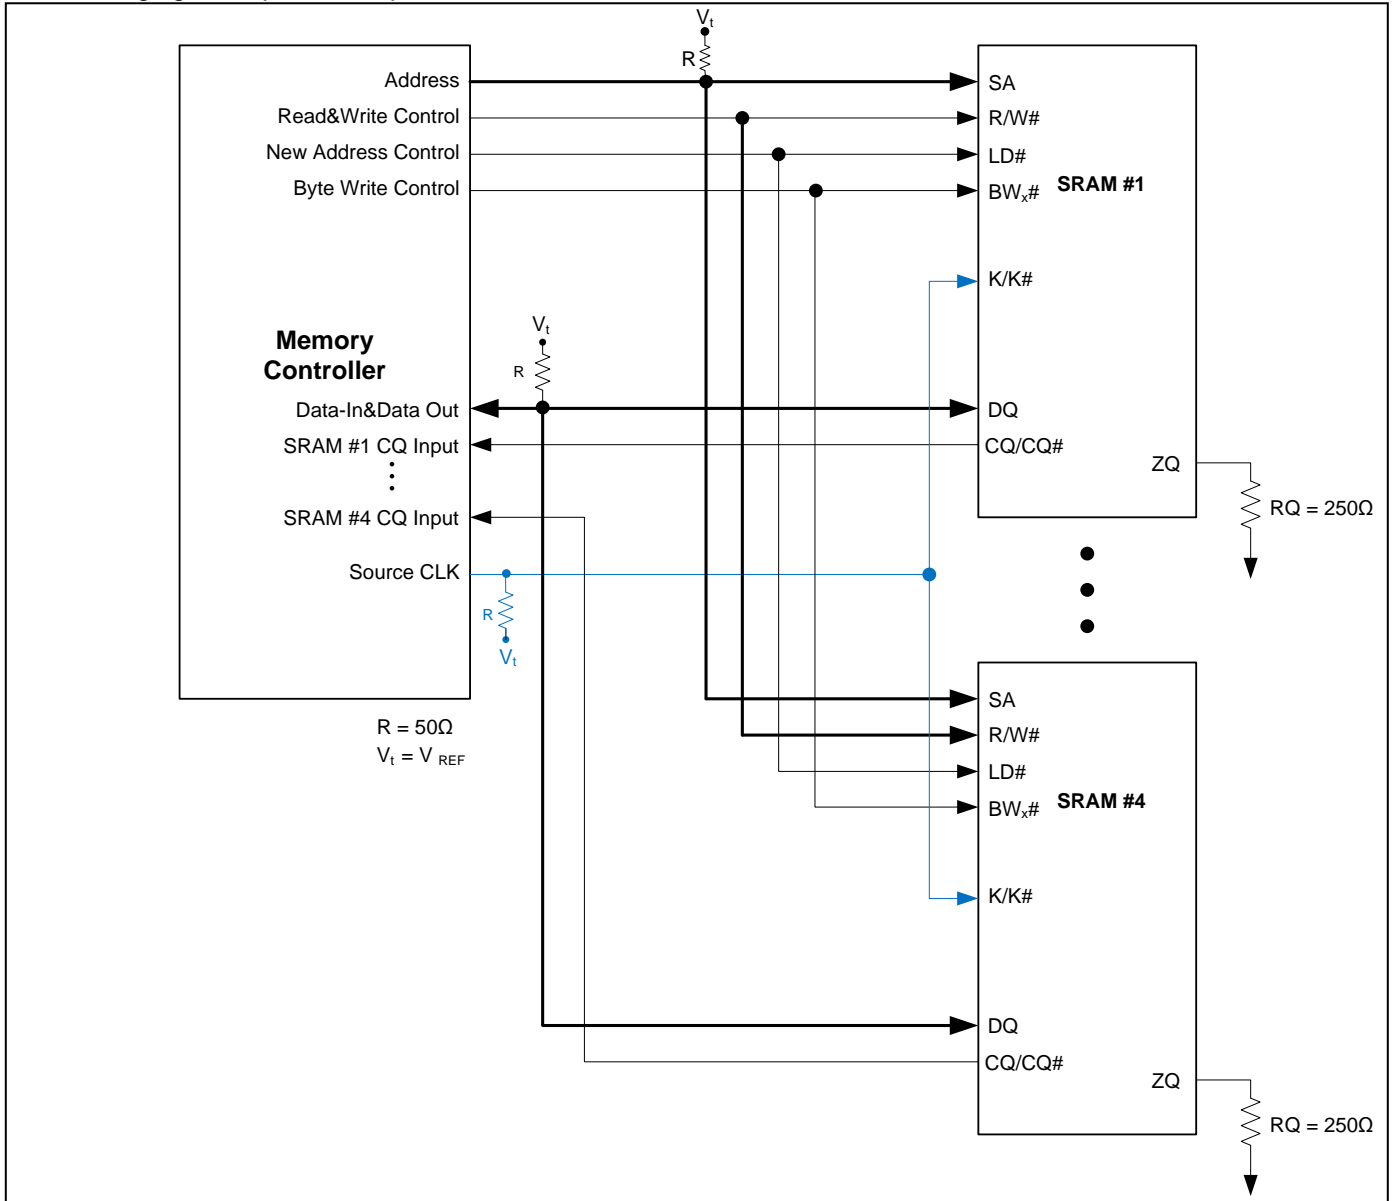 Vt
R
Address
Read&Write Control
New Address Control
Byte Write Control
SA
R/W#
LD#
BWx#
SRAM #1
K/K#
Vt
R
Memory
Controller
Data-In&Data Out
SRAM #1 CQ Input
SRAM #4 CQ Input
Source CLK
DQ
CQ/CQ#
ZQ
RQ = 250Ω
R
Vt
R = 50Ω
Vt = V REF
SA
R/W#
LD#
BWx#
SRAM #4
K/K#
DQ
CQ/CQ#
ZQ
RQ = 250Ω